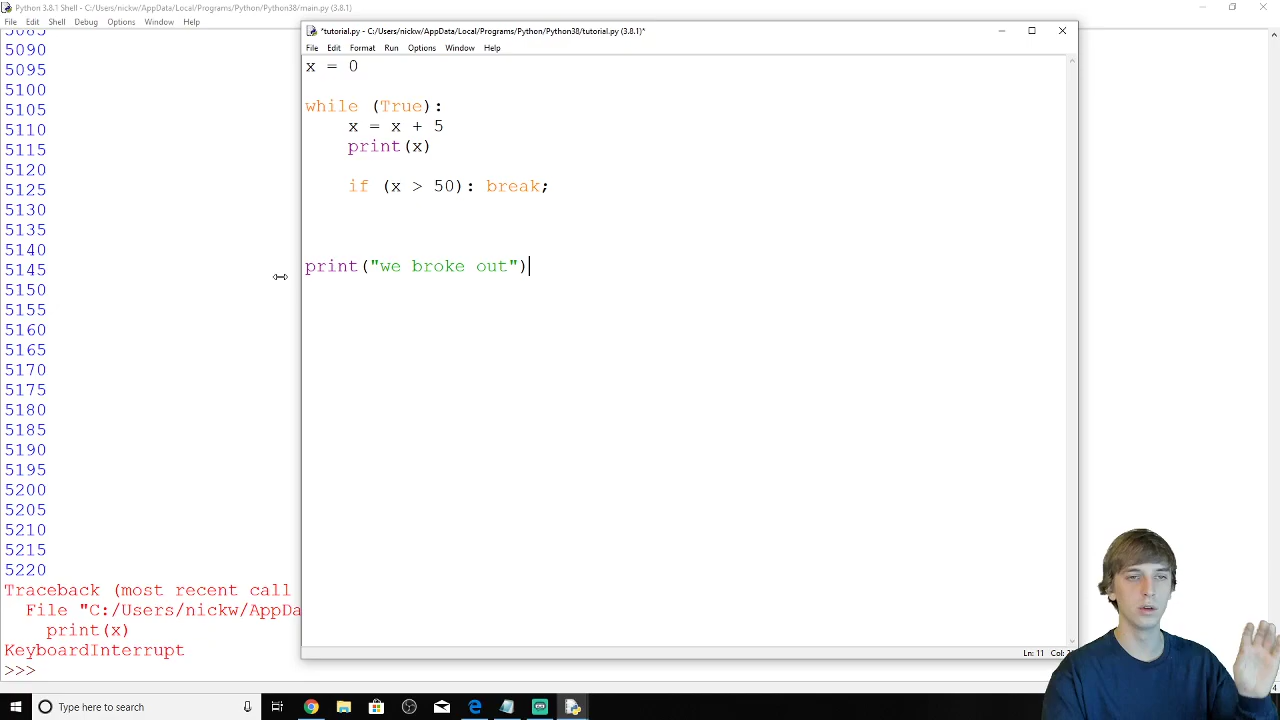 Python 3.8.1 Shell - C:/Users/nickw/AppData/Local/Programs/Python/Python38/main.py (3.8.1)
File Edit Shell Debug Options Window Help
5085
5090
5095
5100
5105
5110
5115
5120
5125
5130
5135
5140
5145
5150
5155
5160
5165
5170
5175
5180
5185
5190
5195
5200
5205
5210
5215
5220
Traceback (most recent call
File "C:/Users/nickw/AppDa
print(x)
KeyboardInterrupt
>>>
*tutorial.py - C:/Users/nickw/AppData/Local/Programs/Python/Python38/tutorial.py (3.8.1)*
File Edit Format Run Options Window Help
x = 0
while (True):
x = x + 5
print(x)
if (x > 50): break;
print("we broke out")
Ln: 11 Col:
Type here to search